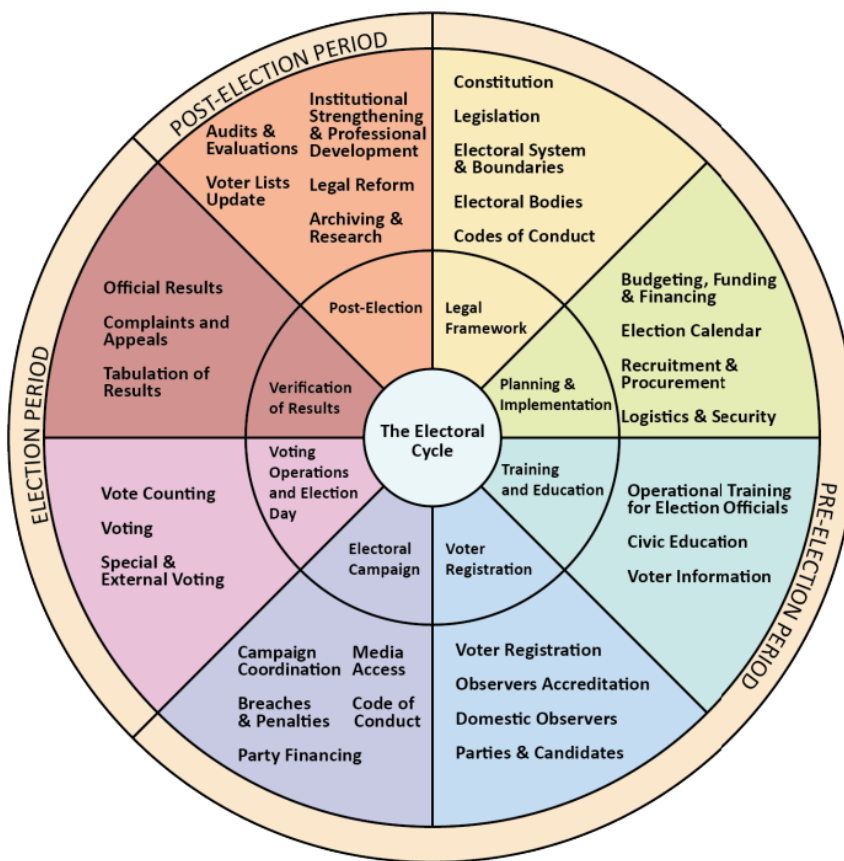 POST-ELECTION PERIOD
Institutional
Strengthening
& Professional
Development
Audits &
Evaluations
Voter Lists
Update
Legal Reform
Archiving &
Research
Post-Election
Constitution
Legislation
Electoral System
& Boundaries
Electoral Bodies
Codes of Conduct
Legal
Framework
Budgeting, Funding
& Financing
Election Calendar
Recruitment &
Procurement
Logistics & Security
Planning &
Implementation
PRE-ELECTION PERIOD
Operational Training
for Election Officials
Civic Education
Voter Information
Training
and Education
Voter Registration
Observers Accreditation
Domestic Observers
Parties & Candidates
Voter
Registration
Campaign
Coordination
Media
Access
Breaches
& Penalties
Code of
Conduct
Party Financing
Electoral
Campaign
ELECTION PERIOD
Vote Counting
Voting
Special &
External Voting
Voting
Operations
and Election
Day
Official Results
Complaints and
Appeals
Tabulation of
Results
Verification
of Results
The Electoral
Cycle